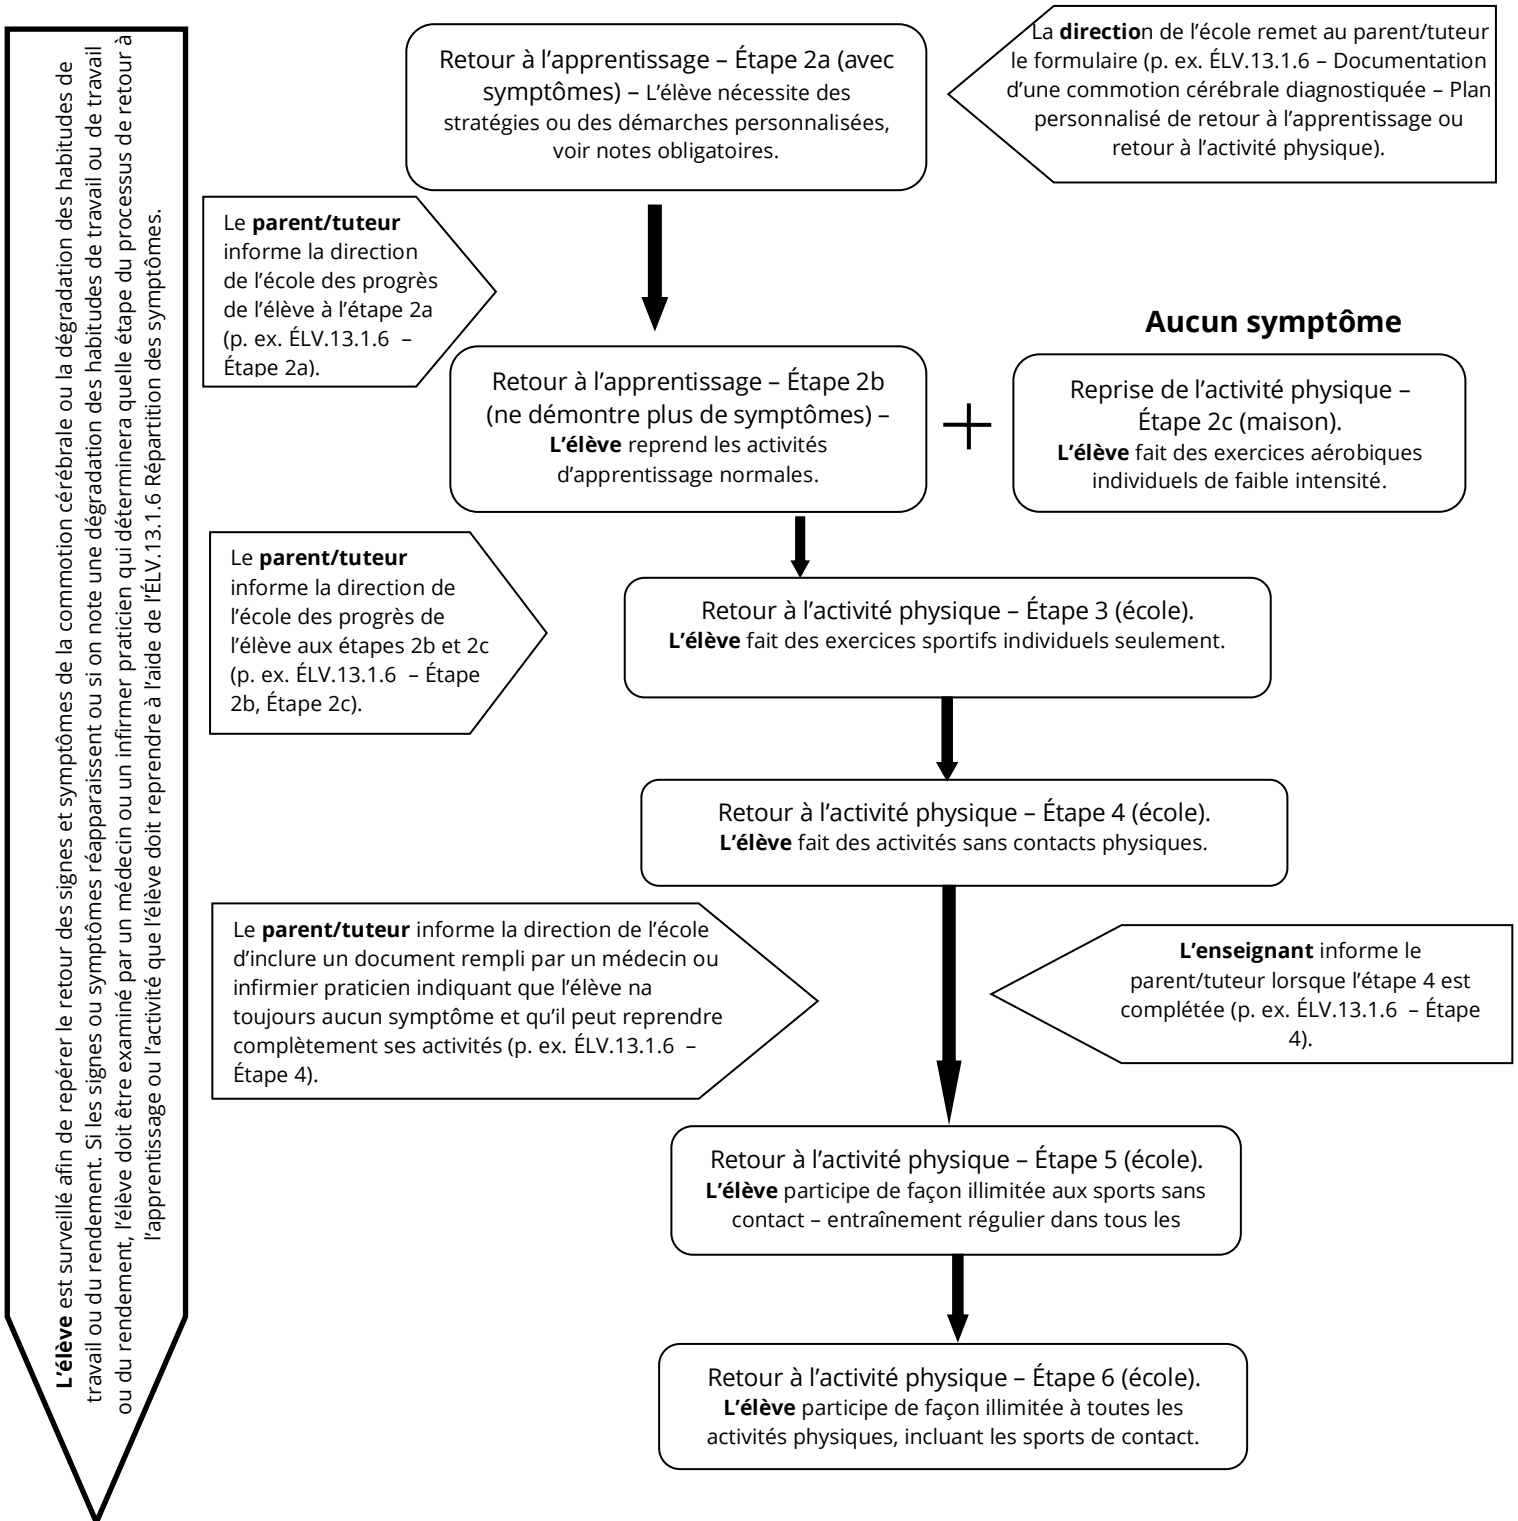 L’élève est surveillé afin de repérer le retour des signes et symptômes de la commotion cérébrale ou la dégradation des habitudes de
travail ou du rendement. Si les signes ou symptômes réapparaissent ou si on note une dégradation des habitudes de travail ou de travail
ou du rendement, l’élève doit être examiné par un médecin ou un infirmer praticien qui déterminera quelle étape du processus de retour à
l’apprentissage ou l’activité que l’élève doit reprendre à l’aide de l’ÉLV.13.1.6 Répartition des symptômes.
Retour à l’apprentissage – Étape 2a (avec
symptômes) – L’élève nécessite des
stratégies ou des démarches personnalisées,
voir notes obligatoires.
La direction de l’école remet au parent/tuteur
le formulaire (p. ex. ÉLV.13.1.6 – Documentation
d’une commotion cérébrale diagnostiquée – Plan
personnalisé de retour à l’apprentissage ou
retour à l’activité physique).
Le parent/tuteur
informe la direction
de l’école des progrès
de l’élève à l’étape 2a
(p. ex. ÉLV.13.1.6 –
Étape 2a).
Aucun symptôme
Retour à l’apprentissage – Étape 2b
(ne démontre plus de symptômes) –
L’élève reprend les activités
d’apprentissage normales.
Reprise de l’activité physique –
Étape 2c (maison).
L’élève fait des exercices aérobiques
individuels de faible intensité.
Le parent/tuteur
informe la direction de
l’école des progrès de
l’élève aux étapes 2b et 2c
(p. ex. ÉLV.13.1.6 – Étape
2b, Étape 2c).
Retour à l’activité physique – Étape 3 (école).
L’élève fait des exercices sportifs individuels seulement.
Retour à l’activité physique – Étape 4 (école).
L’élève fait des activités sans contacts physiques.
Le parent/tuteur informe la direction de l’école
d’inclure un document rempli par un médecin ou
infirmier praticien indiquant que l’élève na
toujours aucun symptôme et qu’il peut reprendre
complètement ses activités (p. ex. ÉLV.13.1.6 –
Étape 4).
L’enseignant informe le
parent/tuteur lorsque l’étape 4 est
complétée (p. ex. ÉLV.13.1.6 – Étape
4).
Retour à l’activité physique – Étape 5 (école).
L’élève participe de façon illimitée aux sports sans
contact – entraînement régulier dans tous les
Retour à l’activité physique – Étape 6 (école).
L’élève participe de façon illimitée à toutes les
activités physiques, incluant les sports de contact.